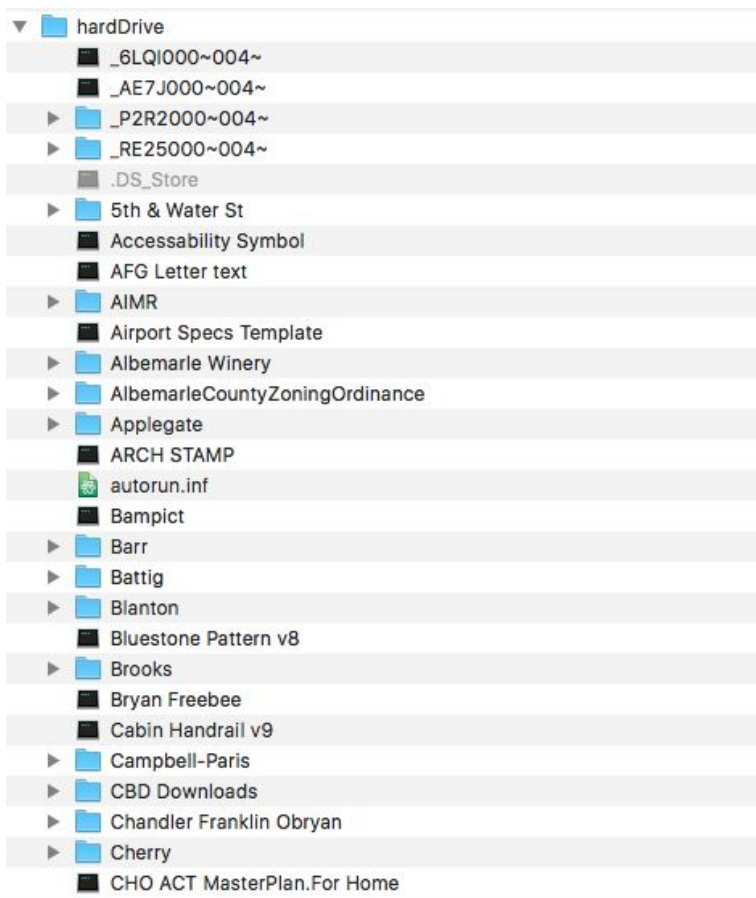 hardDrive
_6LQI000~004~
_AE7J000~004~
_P2R2000~004~
_RE25000~004~
.DS_Store
5th & Water St
Accessability Symbol
AFG Letter text
AIMR
Airport Specs Template
Albemarle Winery
AlbemarleCountyZoningOrdinance
Applegate
ARCH STAMP
autorun.inf
Bampict
Barr
Battig
Blanton
Bluestone Pattern v8
Brooks
Bryan Freebee
Cabin Handrail v9
Campbell-Paris
CBD Downloads
Chandler Franklin Obryan
Cherry
CHO ACT MasterPlan.For Home